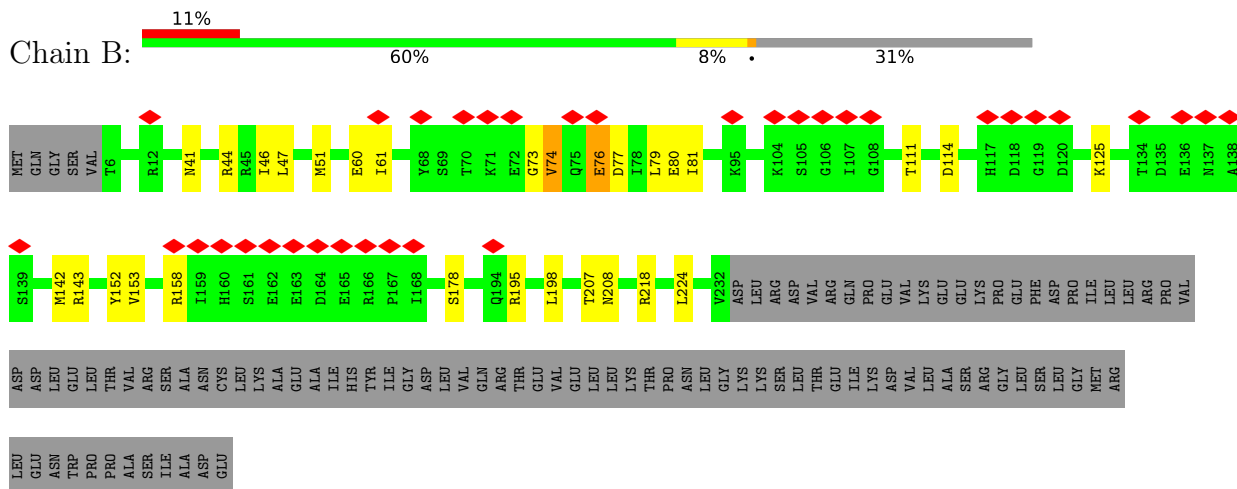 11%
Chain B: 60% 8% • 31%
MET GLN GLY SER VAL T6 R12 N41 R44 R45 I46 L47 M51 E60 I61 Y68 S69 T70 K71 E72 G73 V74 Q75 E76 D77 I78 L79 E80 I81 K95 K104 S105 G106 I107 G108 T111 D114 H117 D118 G119 D120 K125 T134 D135 E136 N137 A138
S139 M142 R143 Y152 V153 R158 I159 H160 S161 E162 E163 D164 E165 R166 P167 I168 S178 Q194 R195 L198 T207 N208 R218 L224 V232 ASP LEU ARG ASP VAL ARG GLN PRO GLU VAL LYS GLU GLU LYS PRO GLU PHE ASP PRO ILE LEU LEU ARG PRO VAL
ASP ASP LEU GLU LEU THR VAL ARG SER ALA ASN CYS LEU LYS ALA GLU ALA ILE HIS TYR ILE GLY ASP LEU VAL GLN ARG THR GLU VAL GLU LEU LEU LYS THR PRO ASN LEU GLY LYS LYS SER LEU THR GLU ILE LYS ASP VAL LEU ALA SER ARG GLY LEU SER LEU GLY MET ARG
LEU GLU ASN TRP PRO PRO ALA SER ILE ALA ASP GLU